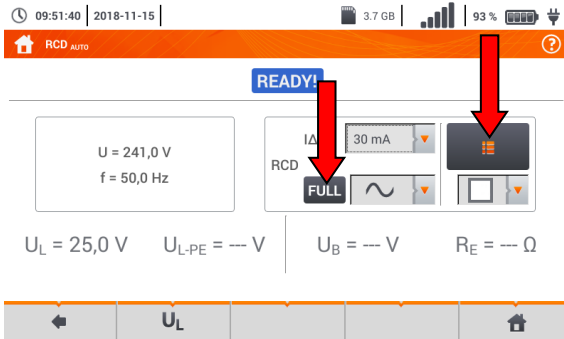 09:51:40 2018-11-15 3.7 GB 93 %
RCD AUTO ?
READY!
U = 241,0 V
f = 50,0 Hz
IΔ 30 mA
RCD
FULL
UL = 25,0 V UL-PE = --- V UB = --- V RE = --- Ω
UL